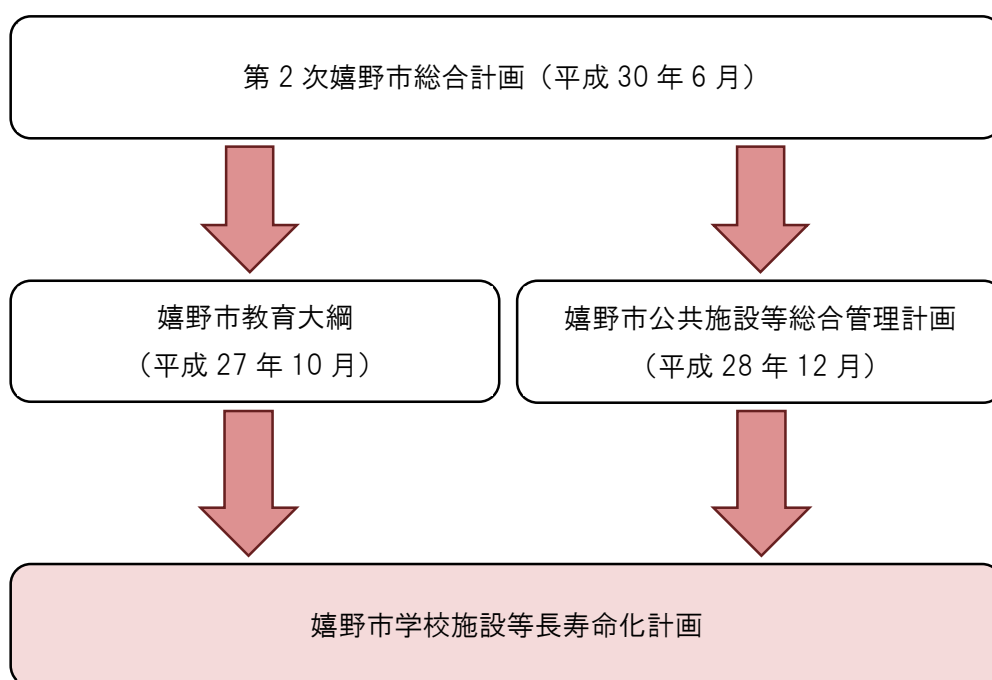 第 2 次嬉野市総合計画（平成 30 年 6 月）
嬉野市教育大綱
（平成 27 年 10 月）
嬉野市公共施設等総合管理計画
（平成 28 年 12 月）
嬉野市学校施設等長寿命化計画